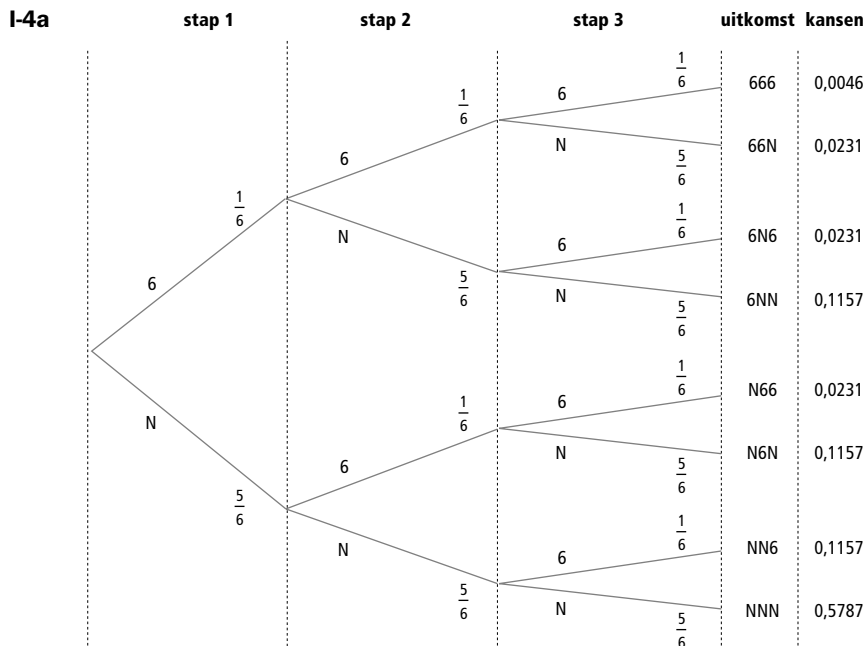 I-4a stap 1 stap 2 stap 3 uitkomst kansen
1/6
6 666 0,0046
1/6
6 N 66N 0,0231
5/6
1/6
1/6
6 6N6 0,0231
N
5/6
6 N 6NN 0,1157
5/6
1/6
6 N66 0,0231
1/6
N N N6N 0,1157
6
5/6
5/6
1/6
N 6 NN6 0,1157
5/6
N NNN 0,5787
5/6